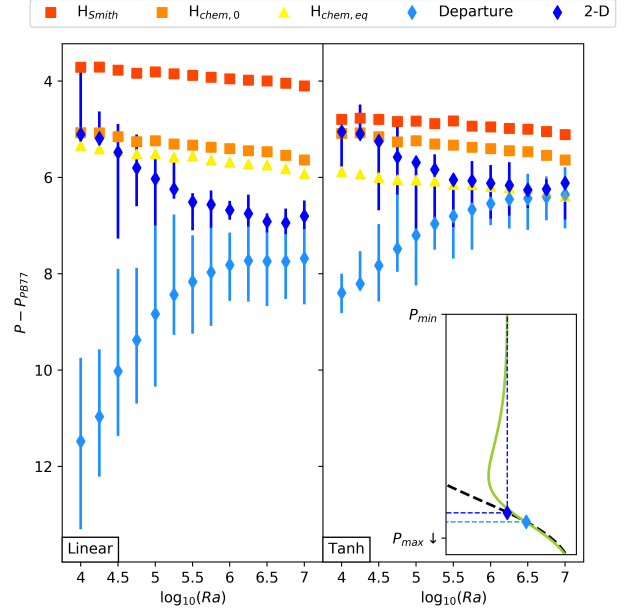 H_Smith H_chem,0 H_chem,eq Departure 2-D
P − P_PB77
4
6
8
10
12
Linear
4 4.5 5 5.5 6 6.5 7
log₁₀(Ra)
Tanh
4 4.5 5 5.5 6 6.5 7
log₁₀(Ra)
P_min
P_max ↓